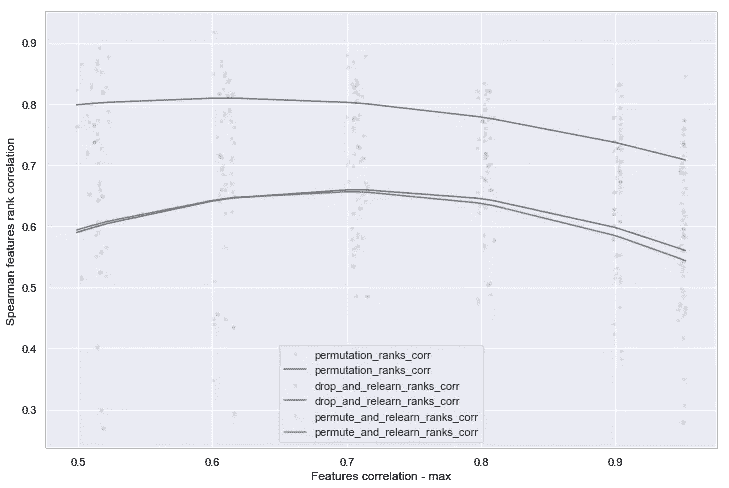 0.9
0.8
0.7
0.6
0.5
0.4
0.3
Spearman features rank correlation
permutation_ranks_corr
permutation_ranks_corr
drop_and_relearn_ranks_corr
drop_and_relearn_ranks_corr
permute_and_relearn_ranks_corr
permute_and_relearn_ranks_corr
0.5 0.6 0.7 0.8 0.9
Features correlation - max